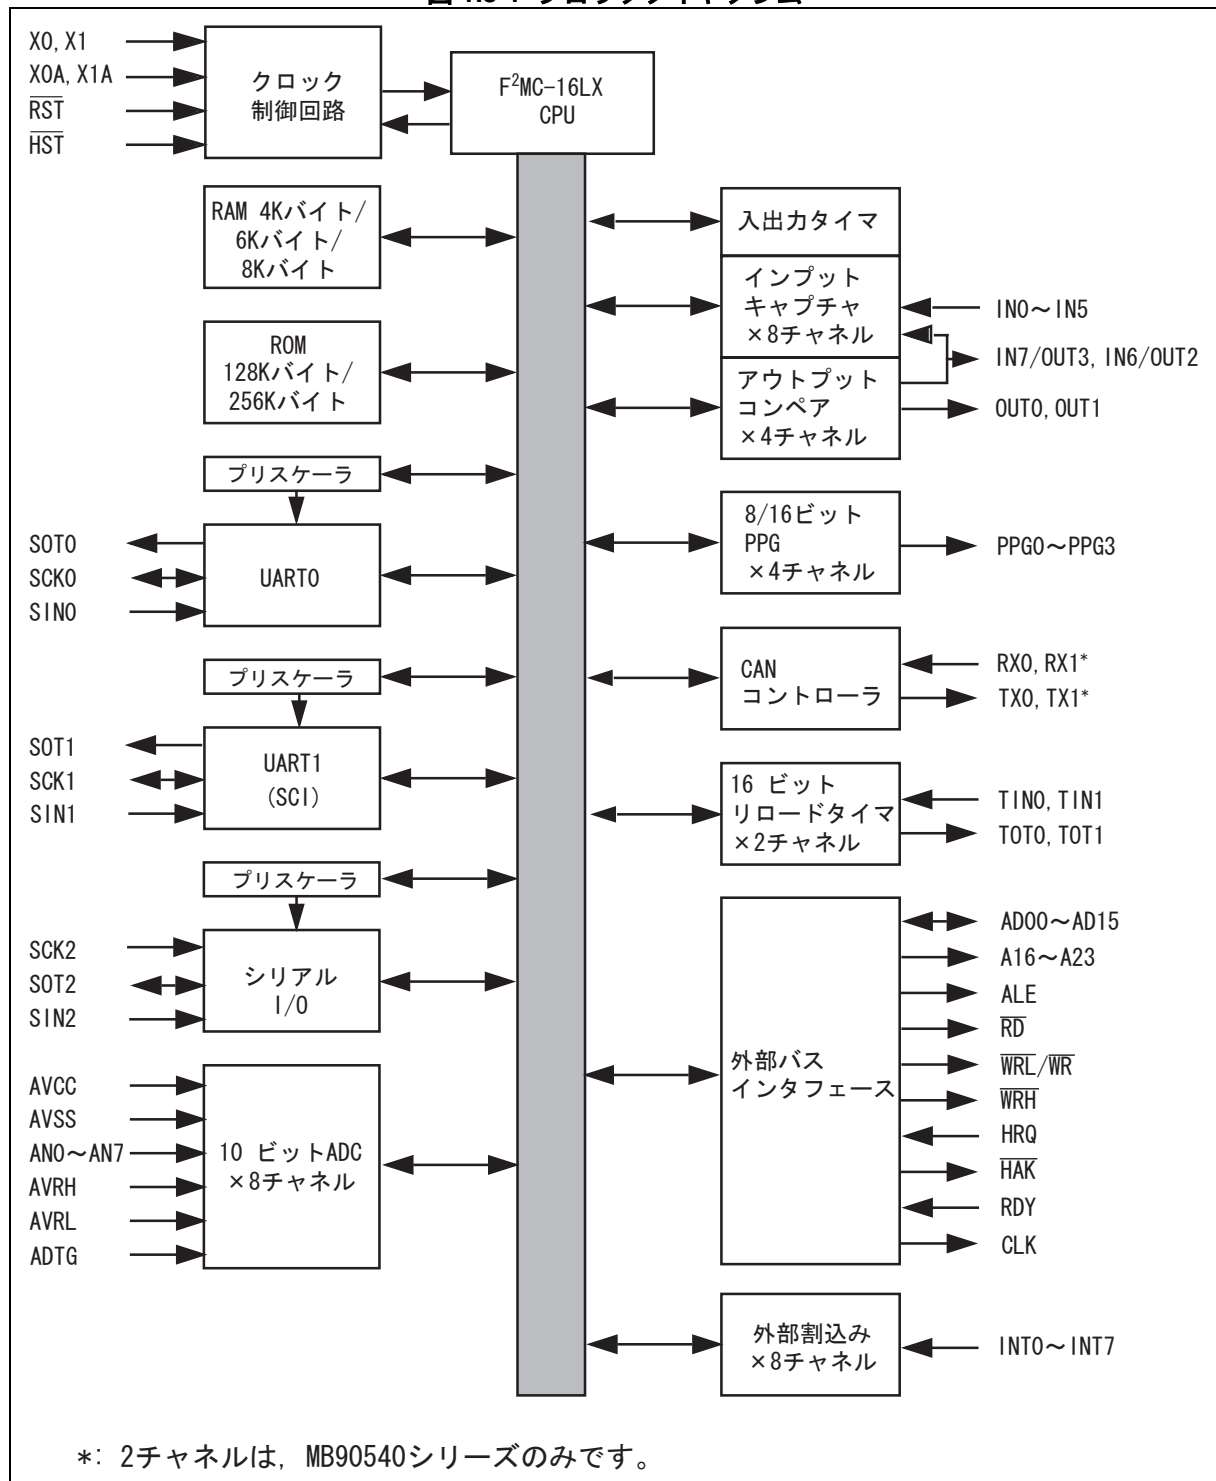 X0, X1
X0A, X1A
RST
HST
クロック
制御回路
F²MC-16LX
CPU
RAM 4Kバイト/
6Kバイト/
8Kバイト
ROM
128Kバイト/
256Kバイト
プリスケーラ
SOT0
SCK0
SIN0
UART0
プリスケーラ
SOT1
SCK1
SIN1
UART1
(SCI)
プリスケーラ
SCK2
SOT2
SIN2
シリアル
I/O
AVCC
AVSS
AN0～AN7
AVRH
AVRL
ADTG
10 ビットADC
×8チャネル
入出力タイマ
インプット
キャプチャ
×8チャネル
アウトプット
コンペア
×4チャネル
IN0～IN5
IN7/OUT3, IN6/OUT2
OUT0, OUT1
8/16ビット
PPG
×4チャネル
PPG0～PPG3
CAN
コントローラ
RX0, RX1*
TX0, TX1*
16 ビット
リロードタイマ
×2チャネル
TIN0, TIN1
TOT0, TOT1
外部バス
インタフェース
AD00～AD15
A16～A23
ALE
RD
WRL/WR
WRH
HRQ
HAK
RDY
CLK
外部割込み
×8チャネル
INT0～INT7
*: 2チャネルは, MB90540シリーズのみです。